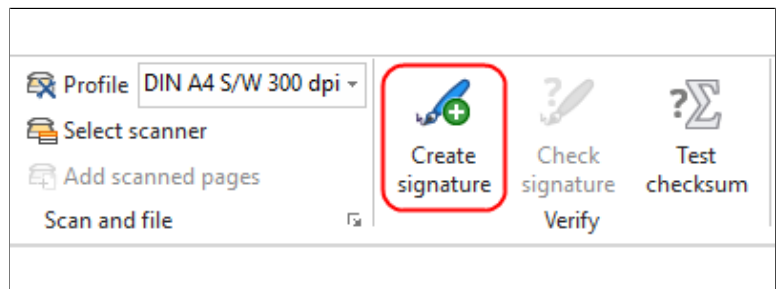 Profile DIN A4 S/W 300 dpi
Select scanner
Add scanned pages
Scan and file
Create
signature
Check
signature
Test
checksum
Verify